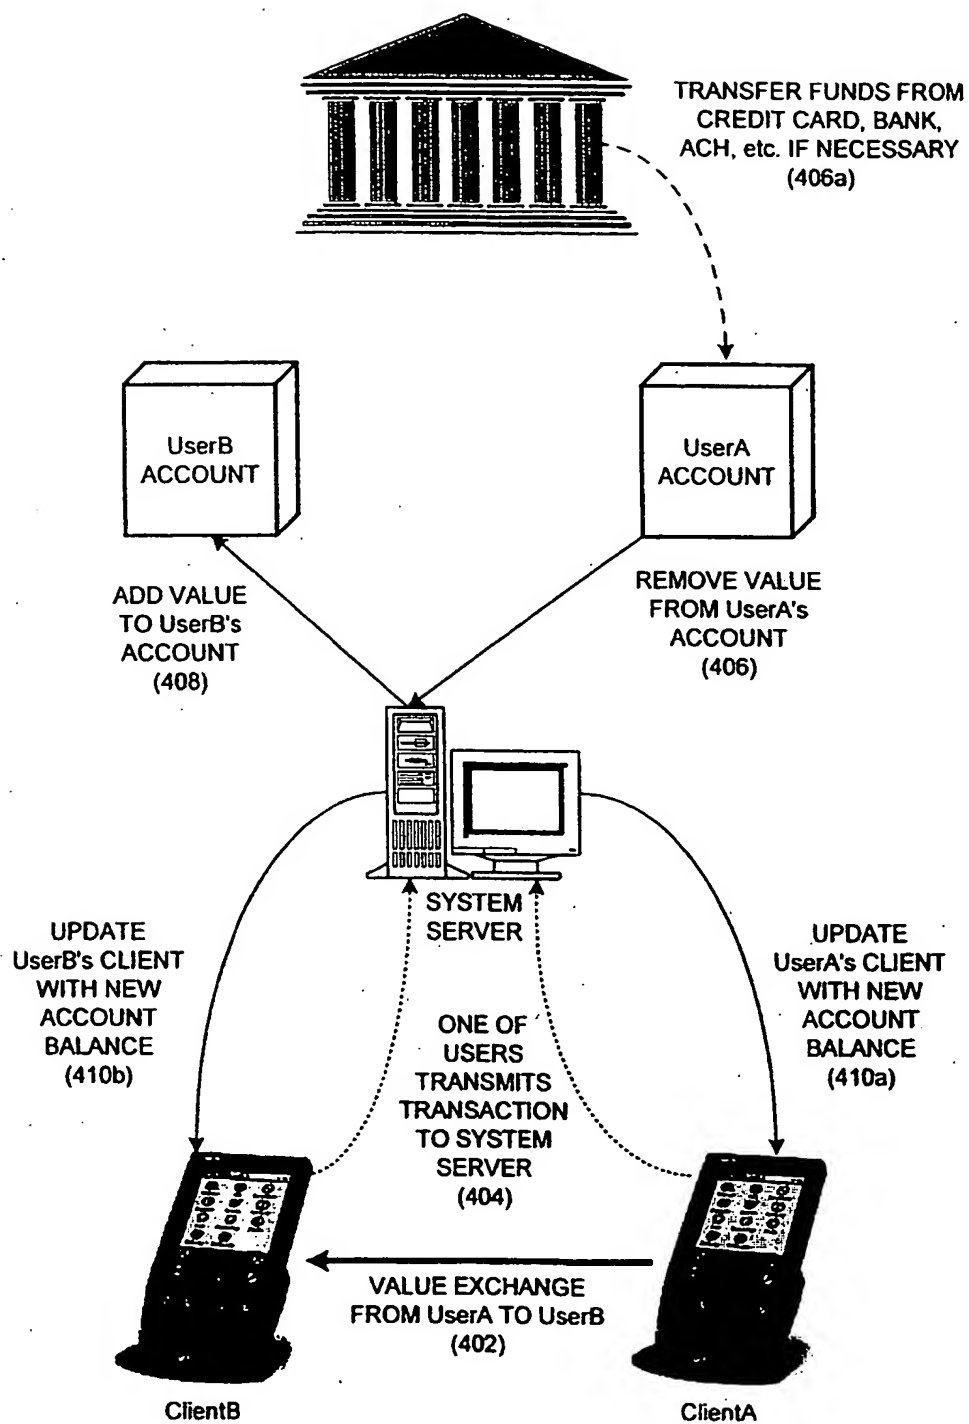 TRANSFER FUNDS FROM
CREDIT CARD, BANK,
ACH, etc. IF NECESSARY
(406a)
UserB
ACCOUNT
UserA
ACCOUNT
ADD VALUE
TO UserB's
ACCOUNT
(408)
REMOVE VALUE
FROM UserA's
ACCOUNT
(406)
SYSTEM
SERVER
UPDATE
UserB's CLIENT
WITH NEW
ACCOUNT
BALANCE
(410b)
UPDATE
UserA's CLIENT
WITH NEW
ACCOUNT
BALANCE
(410a)
ONE OF
USERS
TRANSMITS
TRANSACTION
TO SYSTEM
SERVER
(404)
VALUE EXCHANGE
FROM UserA TO UserB
(402)
ClientB
ClientA